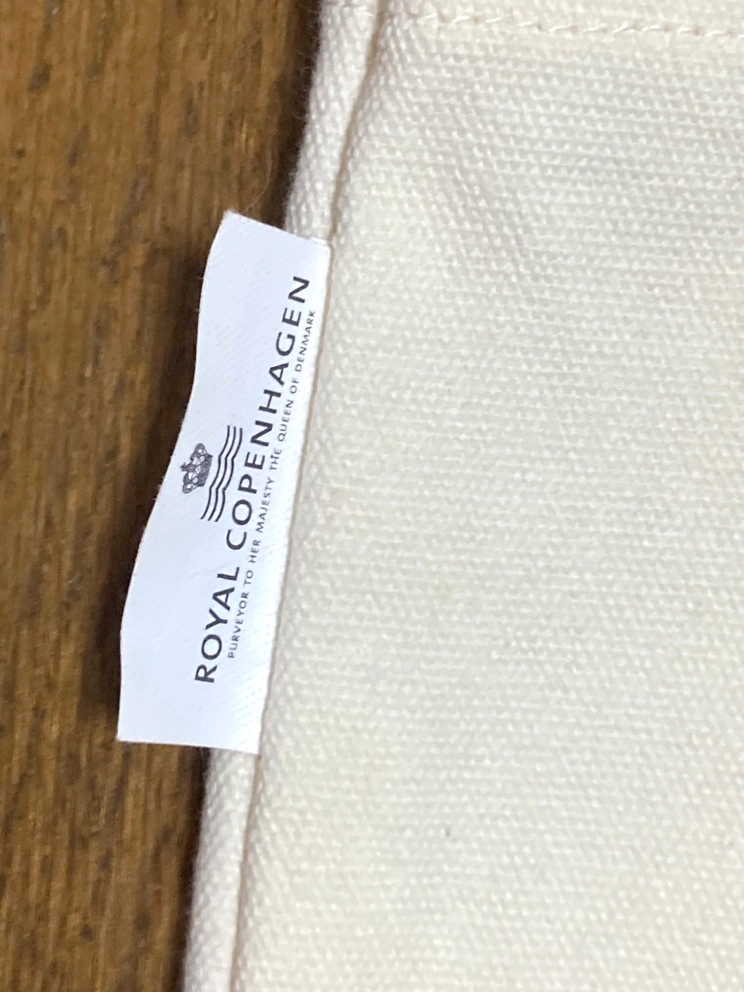 ROYAL COPENHAGEN
PURVEYOR TO HER MAJESTY THE QUEEN OF DENMARK